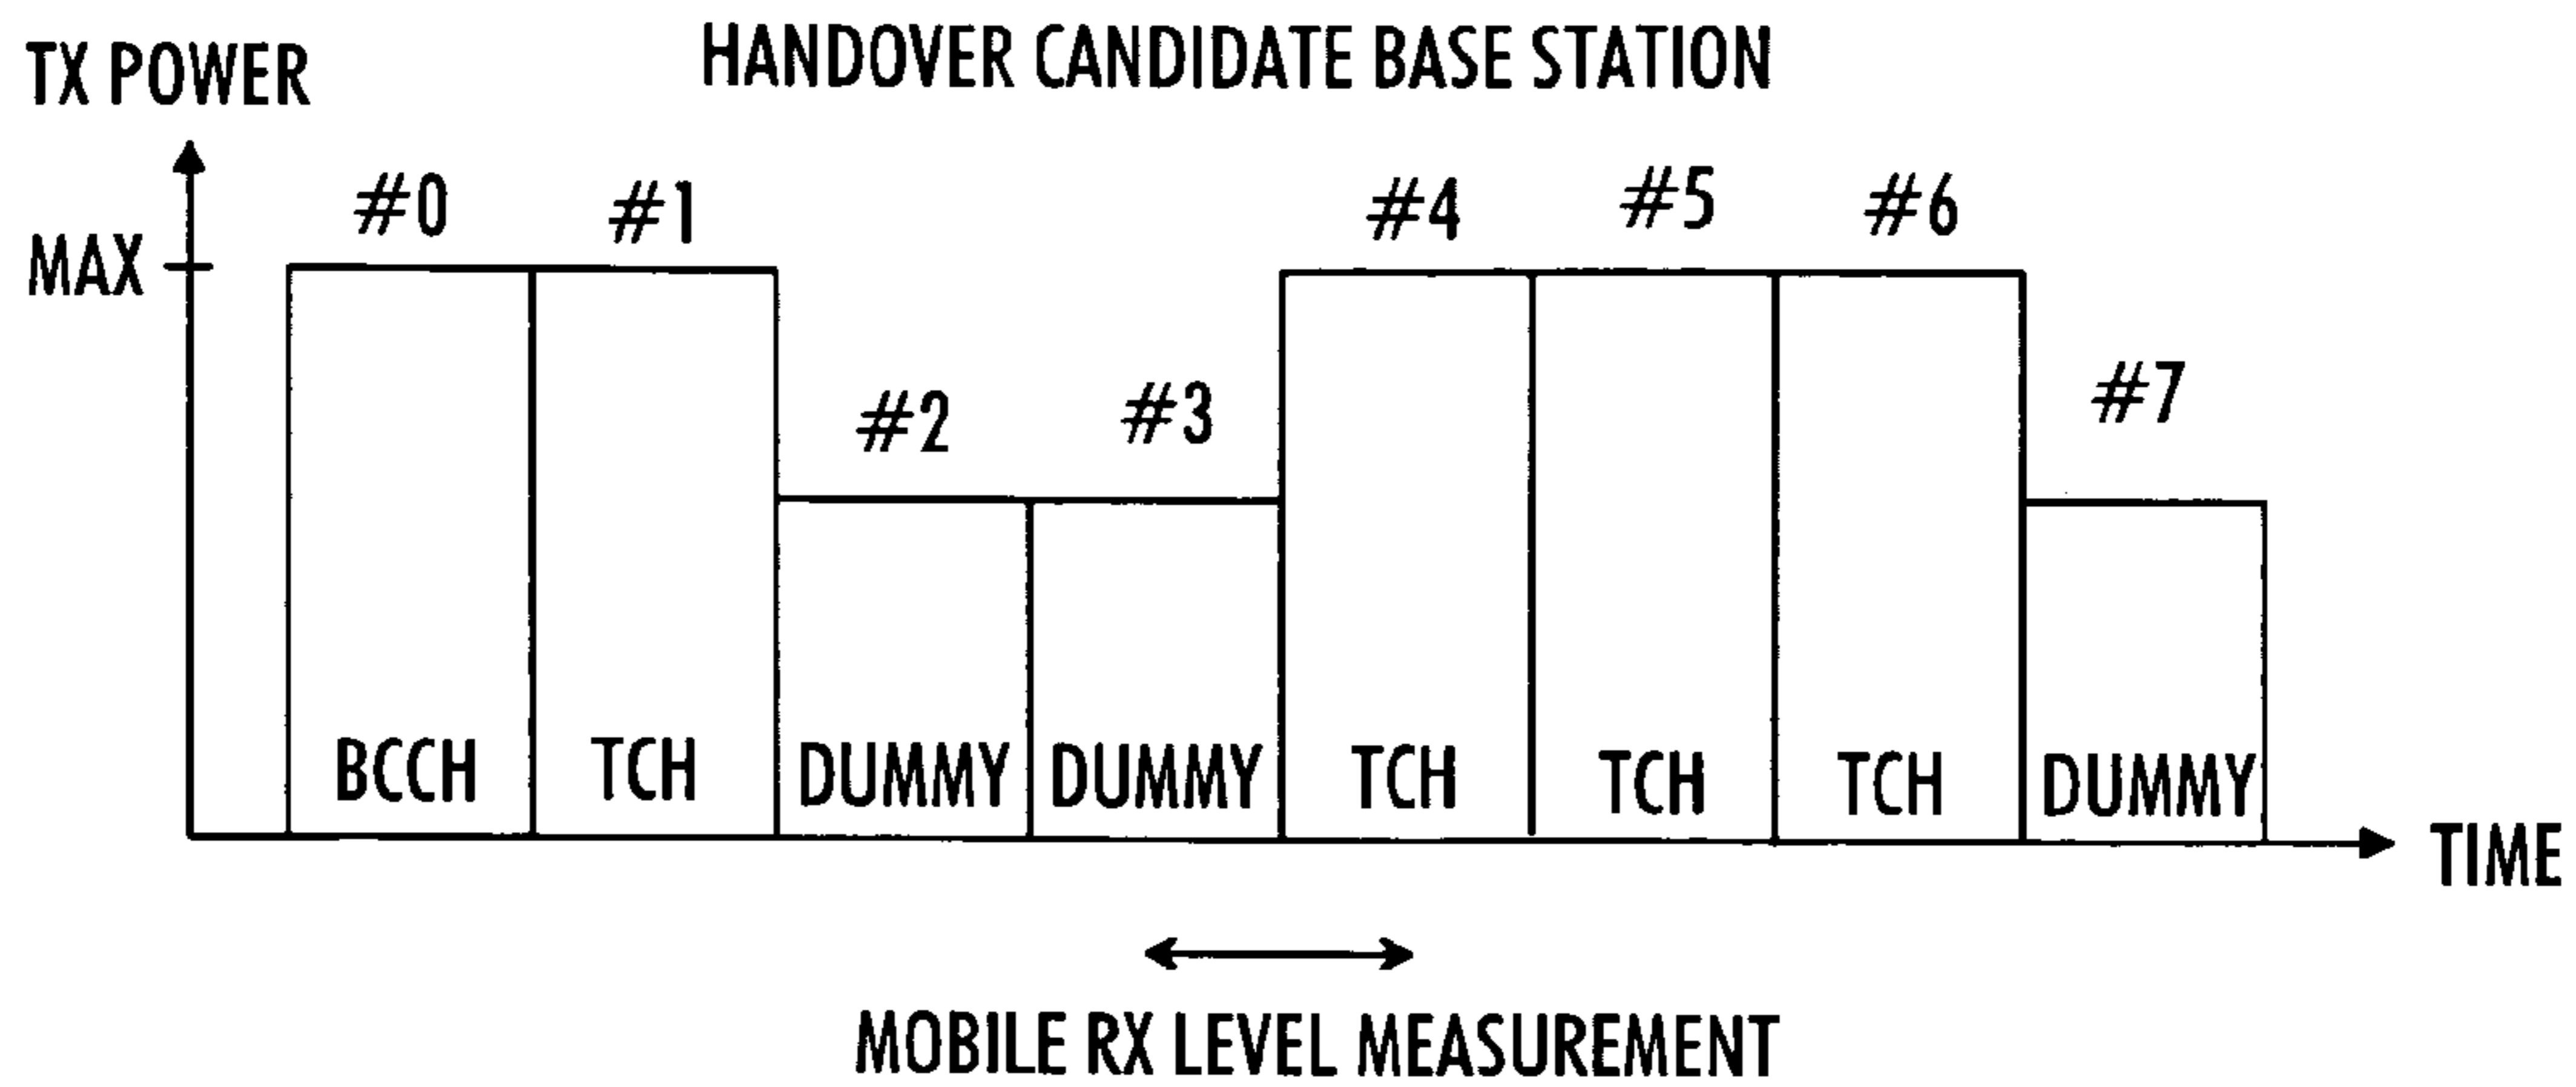 HANDOVER CANDIDATE BASE STATION
TX POWER
MAX
#0 #1 #4 #5 #6
#2 #3 #7
BCCH TCH DUMMY DUMMY TCH TCH TCH DUMMY
TIME
MOBILE RX LEVEL MEASUREMENT